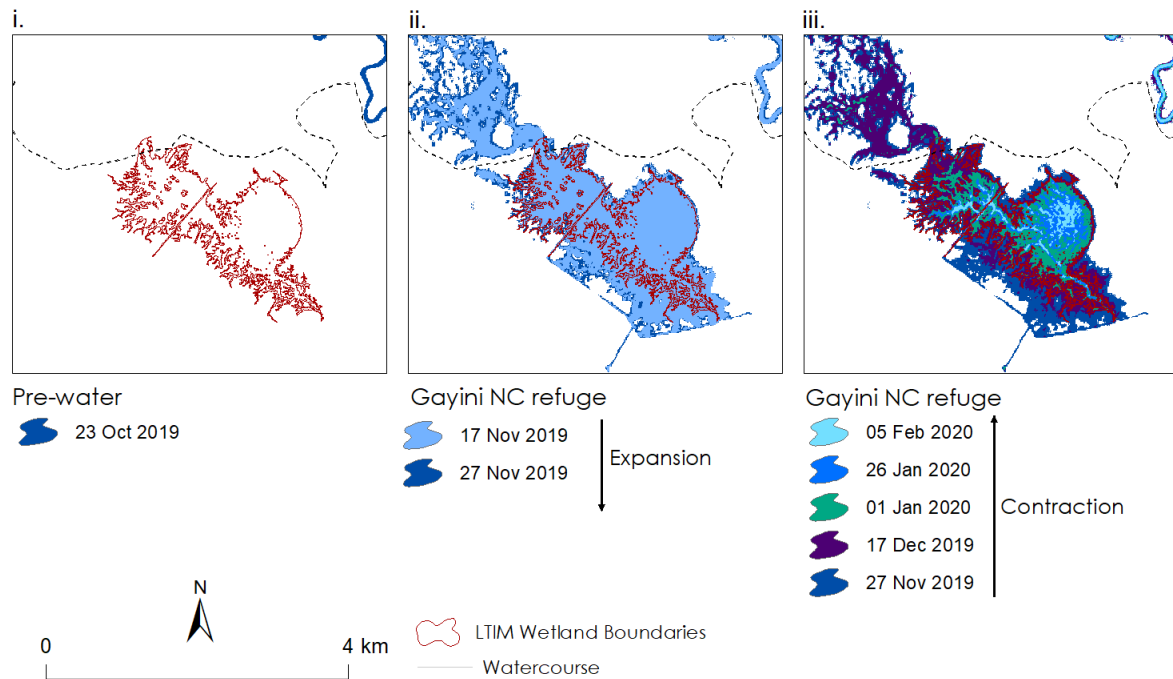 i.
ii.
iii.
Pre-water
23 Oct 2019
Gayini NC refuge
17 Nov 2019
27 Nov 2019
Expansion
Gayini NC refuge
05 Feb 2020
26 Jan 2020
01 Jan 2020
17 Dec 2019
27 Nov 2019
Contraction
N
0 4 km
LTIM Wetland Boundaries
Watercourse